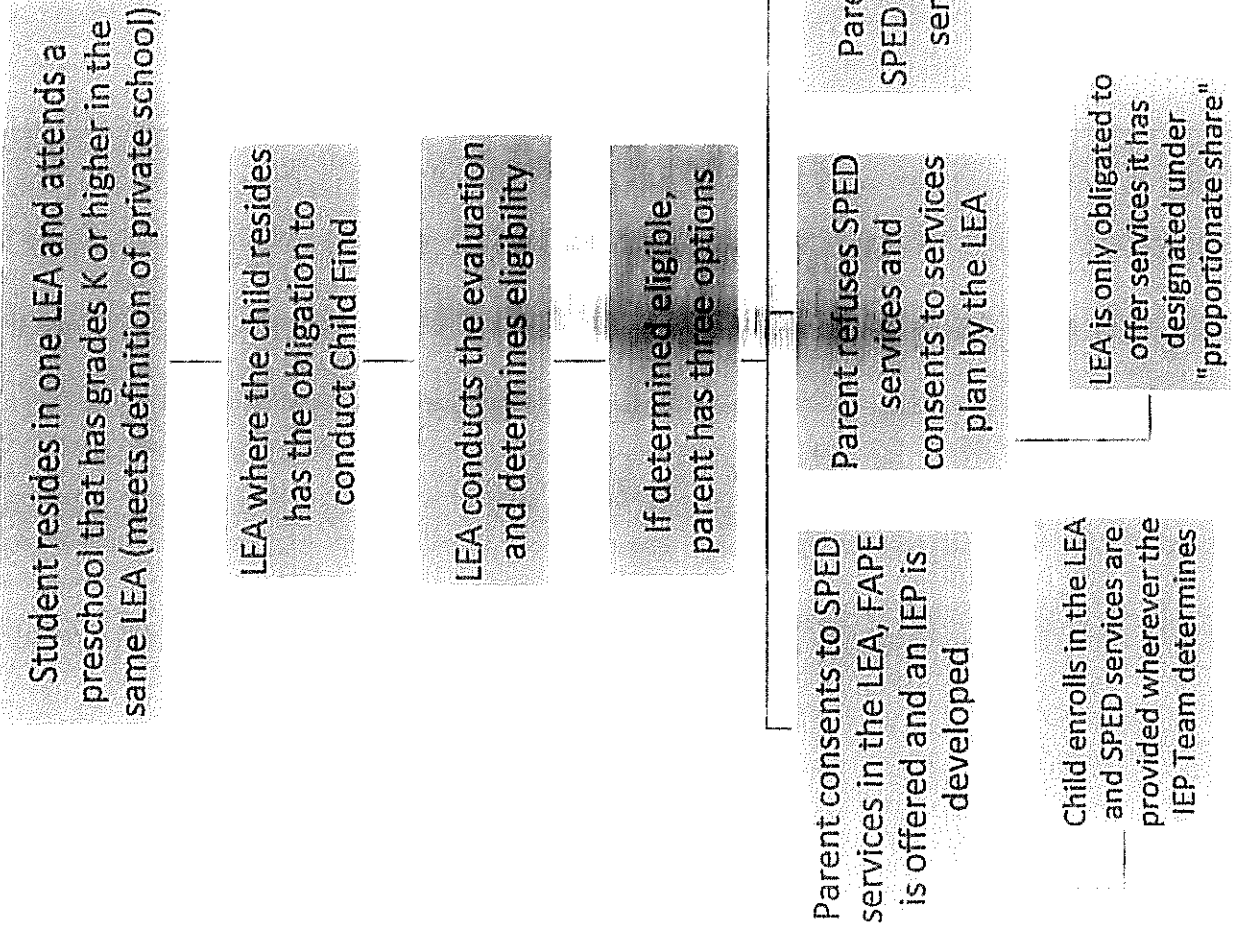 Student resides in one LEA and attends a
preschool that has grades K or higher in the
same LEA (meets definition of private school)
LEA where the child resides
has the obligation to
conduct Child Find
LEA conducts the evaluation
and determines eligibility
If determined eligible,
parent has three options
Parent consents to SPED
services in the LEA, FAPE
is offered and an IEP is
developed
Child enrolls in the LEA
and SPED services are
provided wherever the
IEP Team determines
Parent refuses SPED
services and
consents to services
plan by the LEA
LEA is only obligated to
offer services it has
designated under
"proportionate share"
SPED